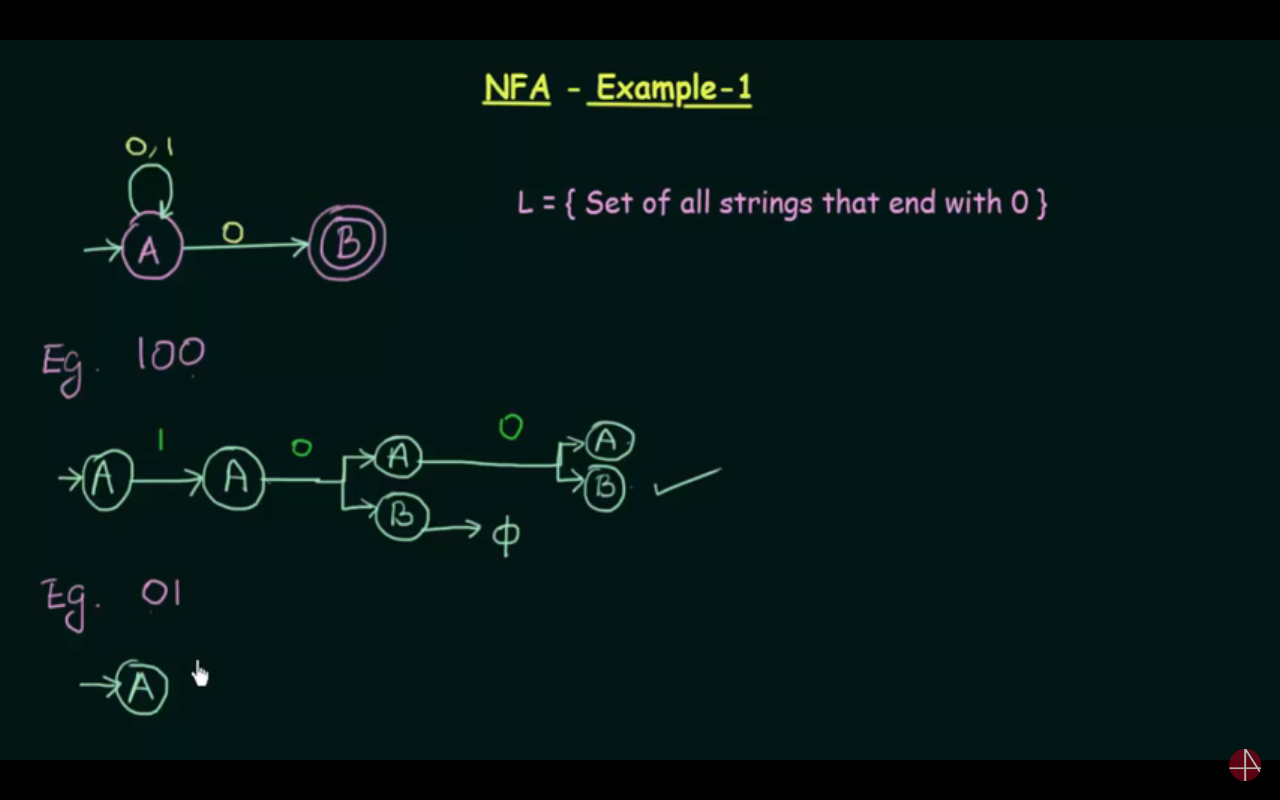 NFA - Example-1
0,1
L = { Set of all strings that end with 0 }
A 0 B
Eg. 100
1 0 0
A A A A
B ϕ B
Eg. 01
A